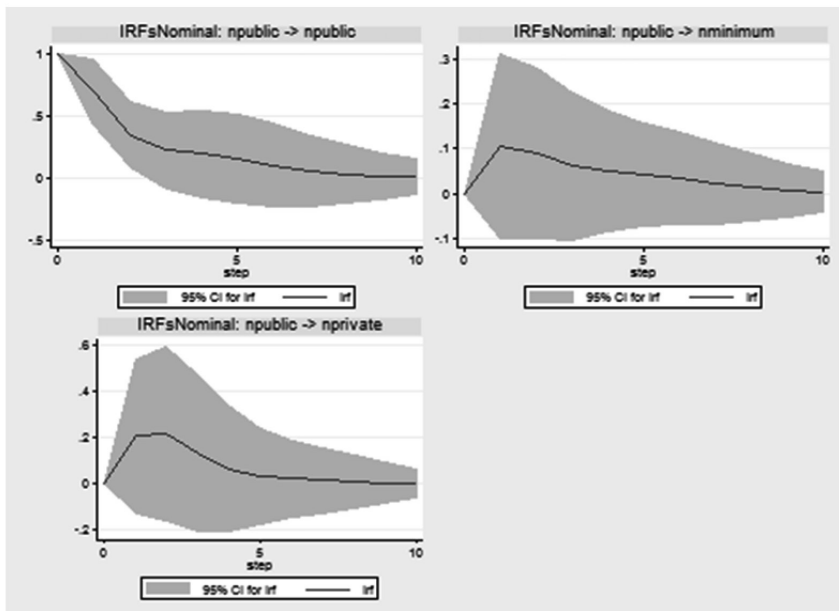 IRFsNominal: npublic -> npublic
1
.5
0
-.5
0 5 10
step
95% CI for irf irf
IRFsNominal: npublic -> nminimum
.3
.2
.1
0
-.1
0 5 10
step
95% CI for irf irf
IRFsNominal: npublic -> nprivate
.6
.4
.2
0
-.2
0 5 10
step
95% CI for irf irf